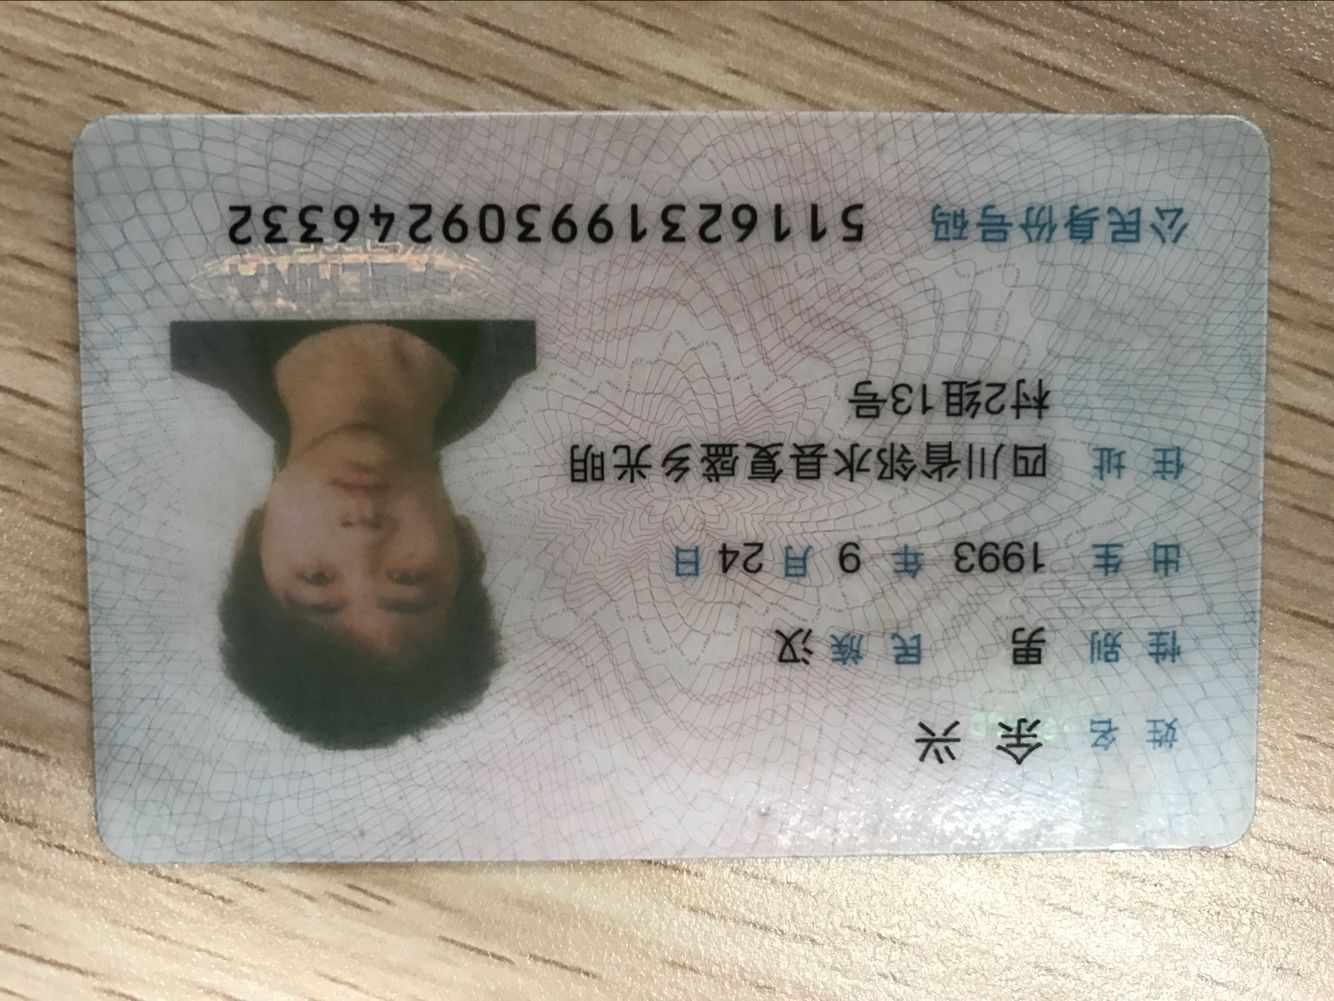 姓名 余兴
性别 男 民族 汉
出生 1993 年 9 月 24 日
住址 四川省邻水县复盛乡光明
村2组13号
公民身份号码 511623199309246332